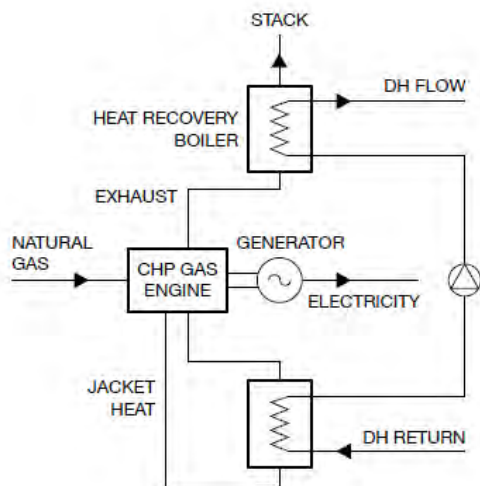 STACK
DH FLOW
HEAT RECOVERY
BOILER
EXHAUST
NATURAL
GAS
CHP GAS
ENGINE
GENERATOR
ELECTRICITY
JACKET
HEAT
DH RETURN